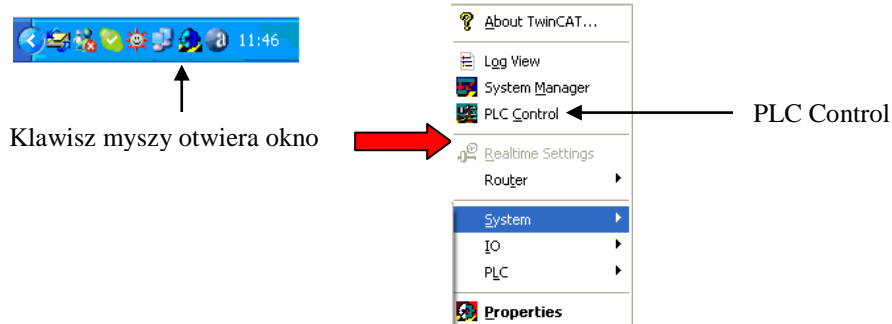 11:46
Klawisz myszy otwiera okno
About TwinCAT...
Log View
System Manager
PLC Control
PLC Control
Realtime Settings
Router
System
IO
PLC
Properties